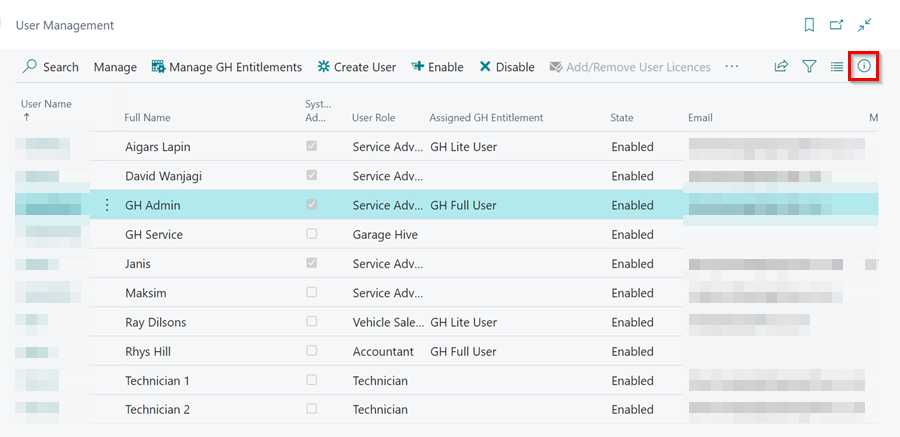 User Management
Search Manage Manage GH Entitlements Create User Enable Disable Add/Remove User Licences ...
User Name Full Name Syst... Ad... User Role Assigned GH Entitlement State Email M
Aigars Lapin Service Adv... GH Lite User Enabled
David Wanjagi Service Adv... Enabled
GH Admin Service Adv... GH Full User Enabled
GH Service Garage Hive Enabled
Janis Service Adv... Enabled
Maksim Service Adv... Enabled
Ray Dilsons Vehicle Sale... GH Lite User Enabled
Rhys Hill Accountant GH Full User Enabled
Technician 1 Technician Enabled
Technician 2 Technician Enabled